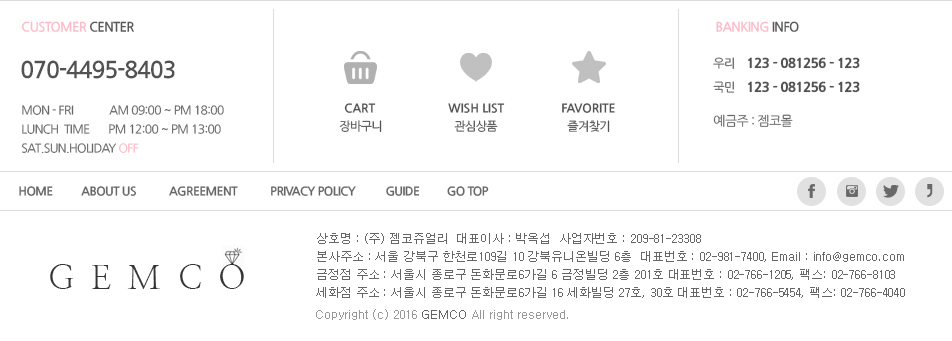 CUSTOMER CENTER
070-4495-8403
MON - FRI AM 09:00 ~ PM 18:00
LUNCH TIME PM 12:00 ~ PM 13:00
SAT.SUN.HOLIDAY OFF
CART
장바구니
WISH LIST
관심상품
FAVORITE
즐겨찾기
BANKING INFO
우리 123 - 081256 - 123
국민 123 - 081256 - 123
예금주 : 젬코몰
HOME ABOUT US AGREEMENT PRIVACY POLICY GUIDE GO TOP
GEMCO
상호명 : (주) 젬코쥬얼리 대표이사 : 박옥섭 사업자번호 : 209-81-23308
본사주소 : 서울 강북구 한천로109길 10 강북유니온빌딩 6층 대표번호 : 02-981-7400, Email : info@gemco.com
금정점 주소 : 서울시 종로구 돈화문로6가길 6 금정빌딩 2층 201호 대표번호 : 02-766-1205, 팩스: 02-766-8103
세화점 주소 : 서울시 종로구 돈화문로6가길 16 세화빌딩 27호, 30호 대표번호 : 02-766-5454, 팩스: 02-766-4040
Copyright (c) 2016 GEMCO All right reserved.